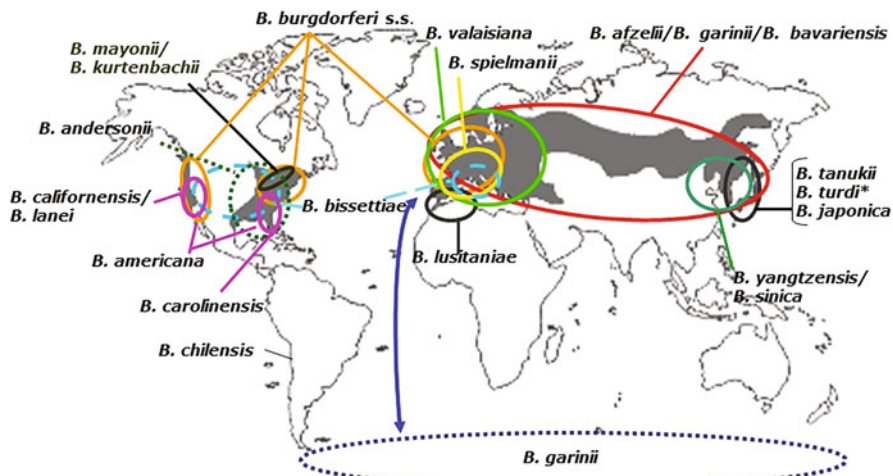 B. burgdorferi s.s.
B. valaisiana
B. afzelii/B. garinii/B. bavariensis
B. mayonii/
B. kurtenbachii
B. spielmanii
B. andersonii
B. californensis/
B. lanei
B. bissettiae
B. tanukii
B. turdi*
B. japonica
B. americana
B. lusitaniae
B. carolinensis
B. yangtzensis/
B. sinica
B. chilensis
B. garinii